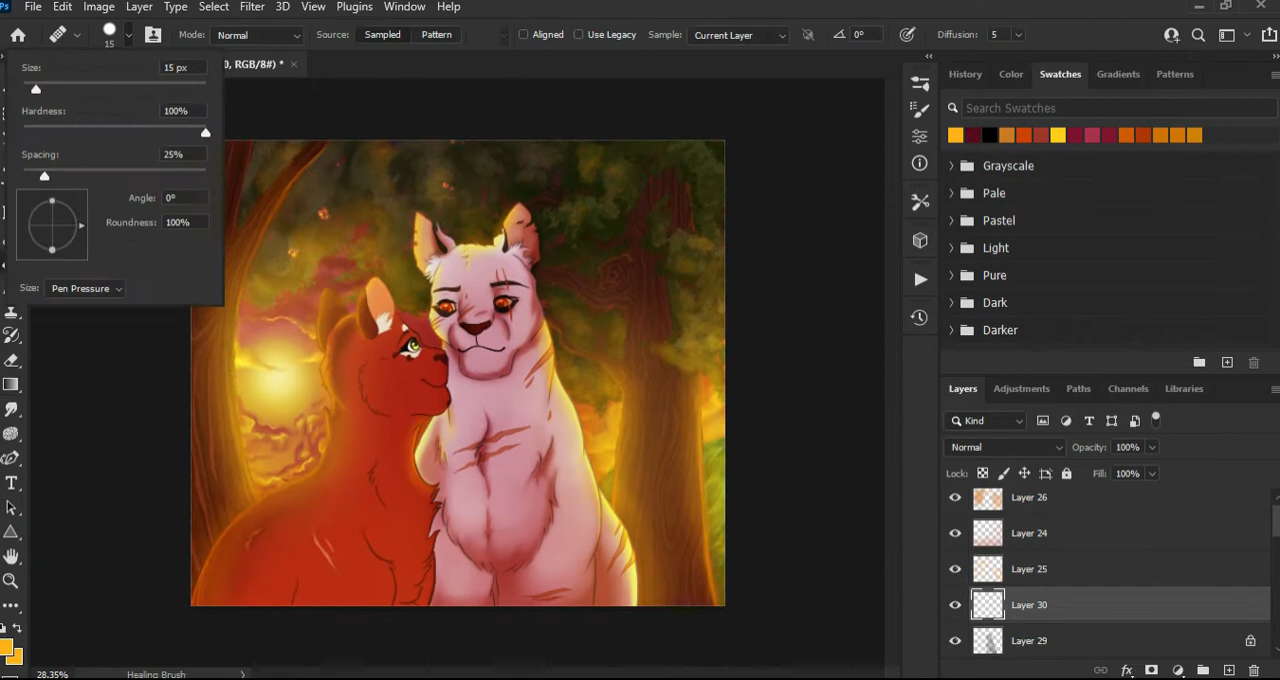 Ps File Edit Image Layer Type Select Filter 3D View Plugins Window Help
15 Mode: Normal Source: Sampled Pattern Aligned Use Legacy Sample: Current Layer 0° Diffusion: 5
Size: 15 px
0, RGB/8#) * ×
Hardness: 100%
Spacing: 25%
Angle: 0°
Roundness: 100%
Size: Pen Pressure
History Color Swatches Gradients Patterns
Search Swatches
Grayscale
Pale
Pastel
Light
Pure
Dark
Darker
Layers Adjustments Paths Channels Libraries
Kind
Normal Opacity: 100%
Lock: Fill: 100%
Layer 26
Layer 24
Layer 25
Layer 30
Layer 29
fx
28.35% Healing Brush